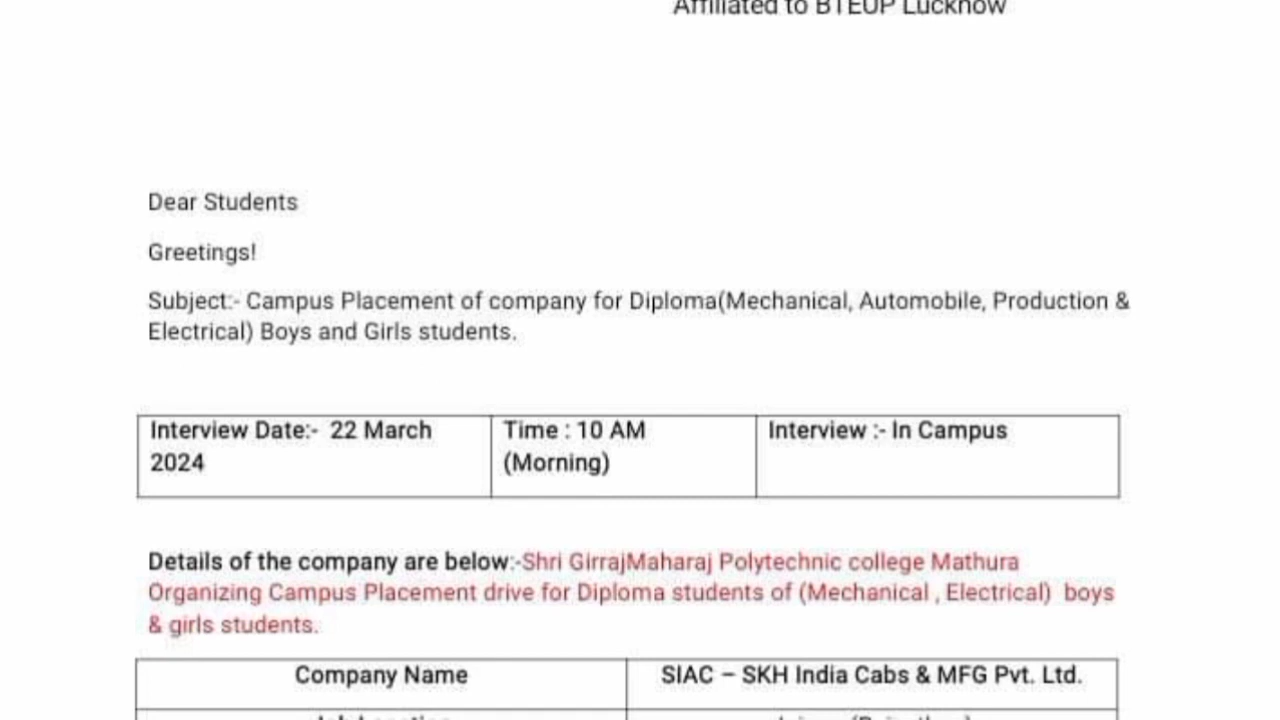 Affiliated to BTEUP Lucknow
Dear Students
Greetings!
Subject:- Campus Placement of company for Diploma(Mechanical, Automobile, Production &
Electrical) Boys and Girls students.
Interview Date:- 22 March
2024
Time : 10 AM
(Morning)
Interview :- In Campus
Details of the company are below:-Shri GirrajMaharaj Polytechnic college Mathura
Organizing Campus Placement drive for Diploma students of (Mechanical , Electrical) boys
& girls students.
Company Name
SIAC – SKH India Cabs & MFG Pvt. Ltd.
Job Location